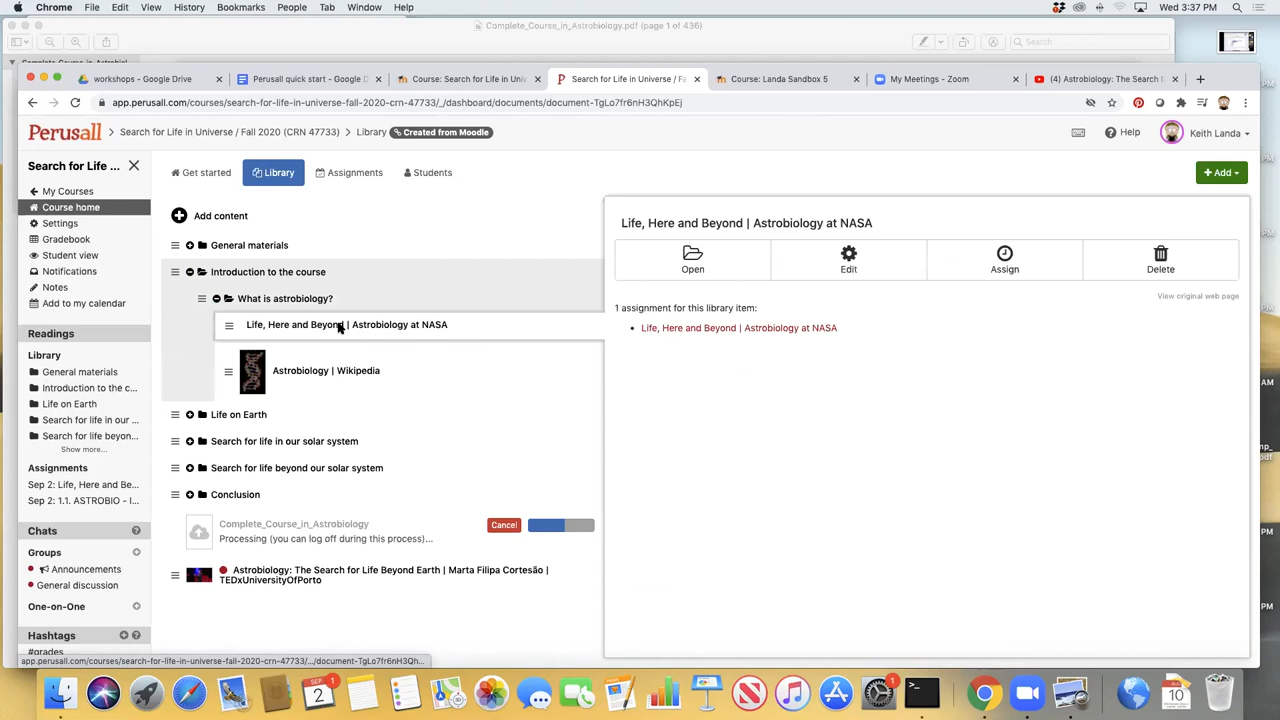 Chrome File Edit View History Bookmarks People Tab Window Help Wed 3:37 PM
Complete_Course_in_Astrobiology.pdf (page 1 of 436)
Search
workshops - Google Drive × Perusall quick start - Google D × Course: Search for Life in Univ × Search for Life in Universe / Fa × Course: Landa Sandbox 5 × My Meetings - Zoom × (4) Astrobiology: The Search F ×
app.perusall.com/courses/search-for-life-in-universe-fall-2020-crn-47733/_/dashboard/documents/document-TgLo7fr6nH3QhKpEj
Perusall > Search for Life in Universe / Fall 2020 (CRN 47733) > Library Created from Moodle Help Keith Landa
Search for Life ...
My Courses
Course home
Settings
Gradebook
Student view
Notifications
Notes
Add to my calendar
Readings
Library
General materials
Introduction to the c...
Life on Earth
Search for life in our ...
Search for life beyon...
Show more...
Assignments
Sep 2: Life, Here and Be...
Sep 2: 1.1. ASTROBIO - I...
Chats
Groups
Announcements
General discussion
One-on-One
Hashtags
#grades
Get started Library Assignments Students + Add
Add content
General materials
Introduction to the course
What is astrobiology?
Life, Here and Beyond | Astrobiology at NASA
Astrobiology | Wikipedia
Life on Earth
Search for life in our solar system
Search for life beyond our solar system
Conclusion
Complete_Course_in_Astrobiology
Processing (you can log off during this process)...
Cancel
Astrobiology: The Search for Life Beyond Earth | Marta Filipa Cortesão |
TEDxUniversityOfPorto
Life, Here and Beyond | Astrobiology at NASA
Open Edit Assign Delete
View original web page
1 assignment for this library item:
• Life, Here and Beyond | Astrobiology at NASA
app.perusall.com/courses/search-for-life-in-universe-fall-2020-crn-47733/.../document-TgLo7fr6nH3Qh...
SEP
2
1
1
10